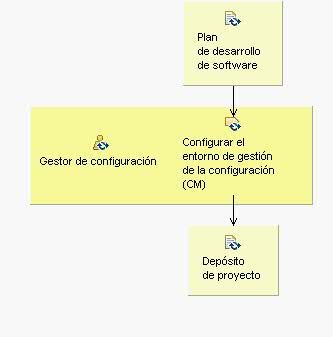 Plan
de desarrollo
de software
Gestor de configuración
Configurar el
entorno de gestión
de la configuración
(CM)
Depósito
de proyecto